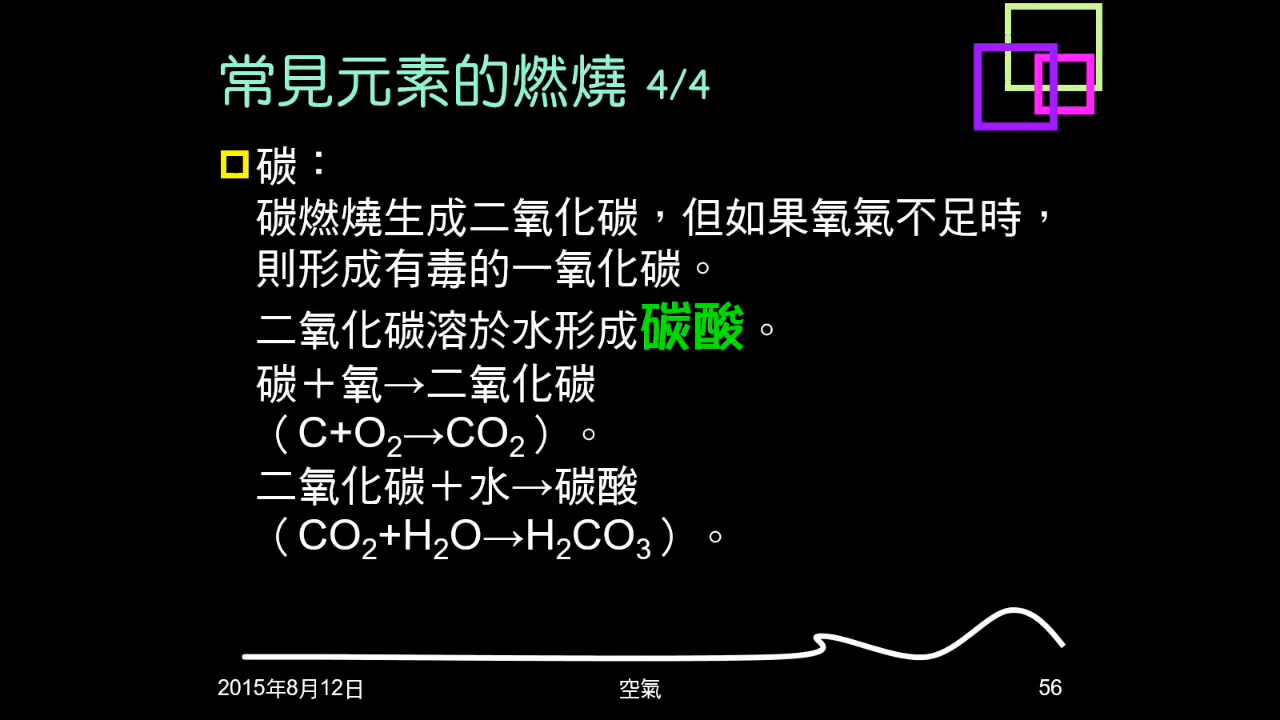 常見元素的燃燒 4/4
碳：
碳燃燒生成二氧化碳，但如果氧氣不足時，
則形成有毒的一氧化碳。
二氧化碳溶於水形成碳酸。
碳＋氧→二氧化碳
（C+O₂→CO₂）。
二氧化碳＋水→碳酸
（CO₂+H₂O→H₂CO₃）。
2015年8月12日 空氣 56